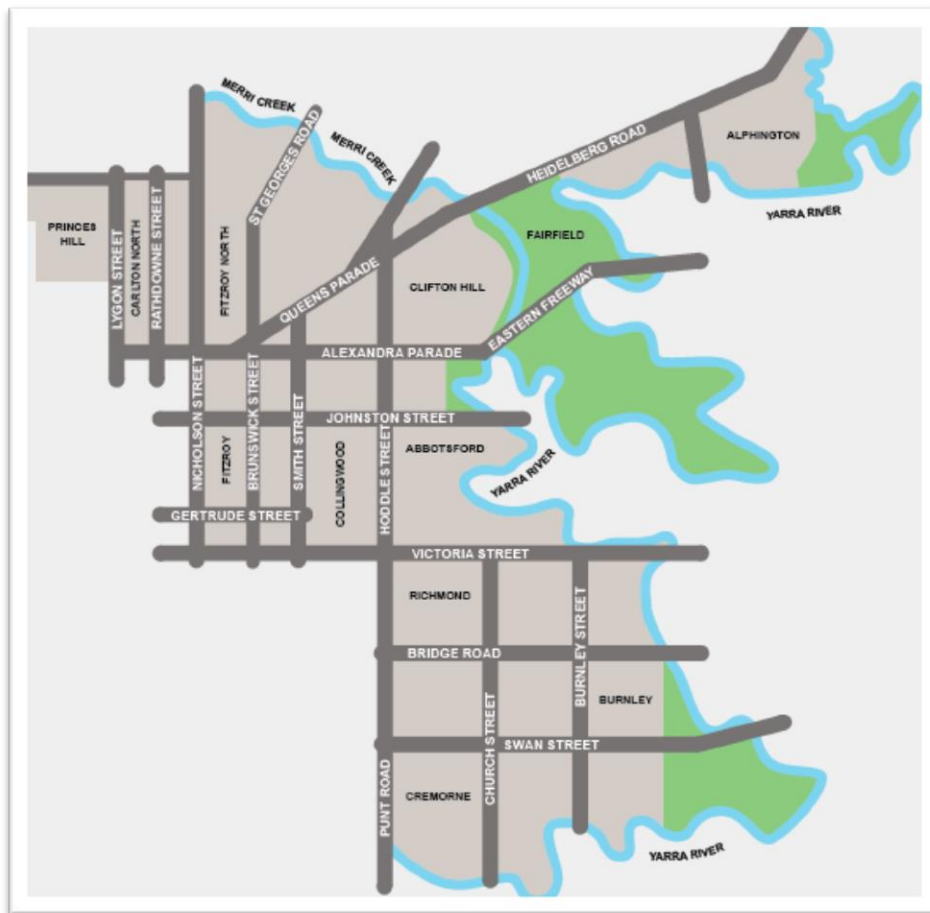 MERRI CREEK
MERRI CREEK
ST GEORGES ROAD
HEIDELBERG ROAD
ALPHINGTON
YARRA RIVER
PRINCES
HILL
LYGON STREET
CARLTON NORTH
RATHDOWNE STREET
FITZROY NORTH
QUEENS PARADE
FAIRFIELD
CLIFTON HILL
EASTERN FREEWAY
ALEXANDRA PARADE
NICHOLSON STREET
FITZROY
BRUNSWICK STREET
SMITH STREET
JOHNSTON STREET
COLLINGWOOD
HODDLE STREET
ABBOTSFORD
YARRA RIVER
GERTRUDE STREET
VICTORIA STREET
RICHMOND
BURNLEY STREET
BRIDGE ROAD
BURNLEY
CHURCH STREET
SWAN STREET
PUNT ROAD
CREMORNE
YARRA RIVER